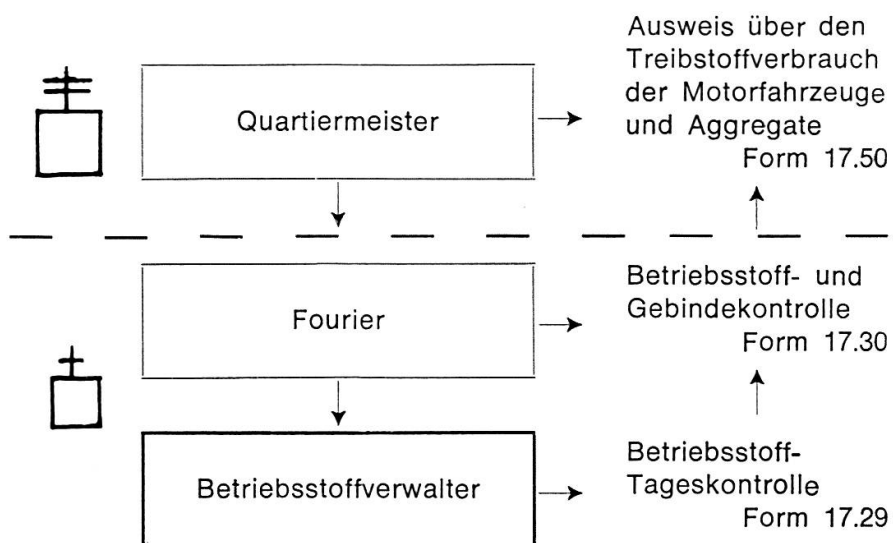 Quartiermeister
Ausweis über den
Treibstoffverbrauch
der Motorfahrzeuge
und Aggregate
Form 17.50
Fourier
Betriebsstoff- und
Gebindekontrolle
Form 17.30
Betriebsstoffverwalter
Betriebsstoff-
Tageskontrolle
Form 17.29